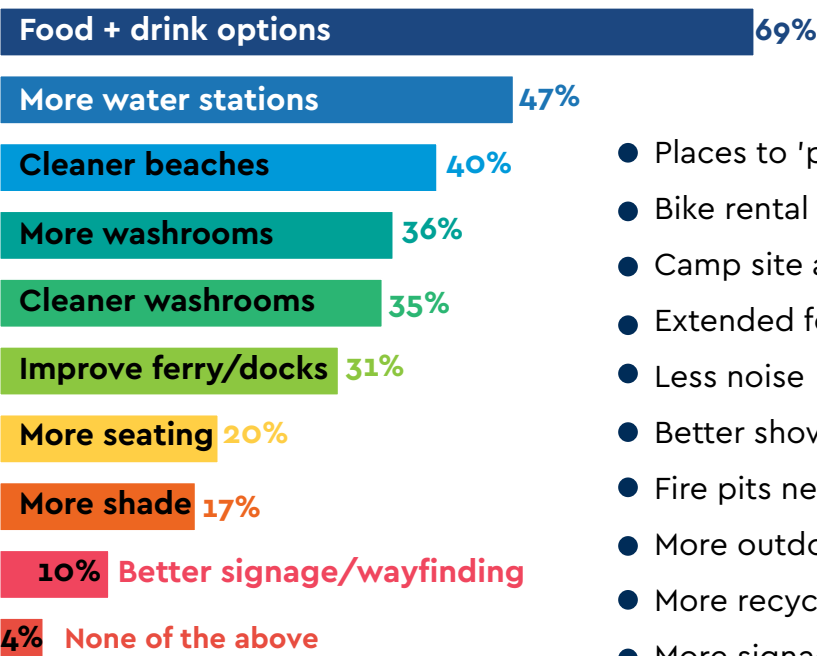 Food + drink options 69%
More water stations 47%
Cleaner beaches 40%
More washrooms 36%
Cleaner washrooms 35%
Improve ferry/docks 31%
More seating 20%
More shade 17%
10% Better signage/wayfinding
4% None of the above
Places to
Bike rental
Camp site
Extended
Less noise
Better
Fire pits
More
More
More